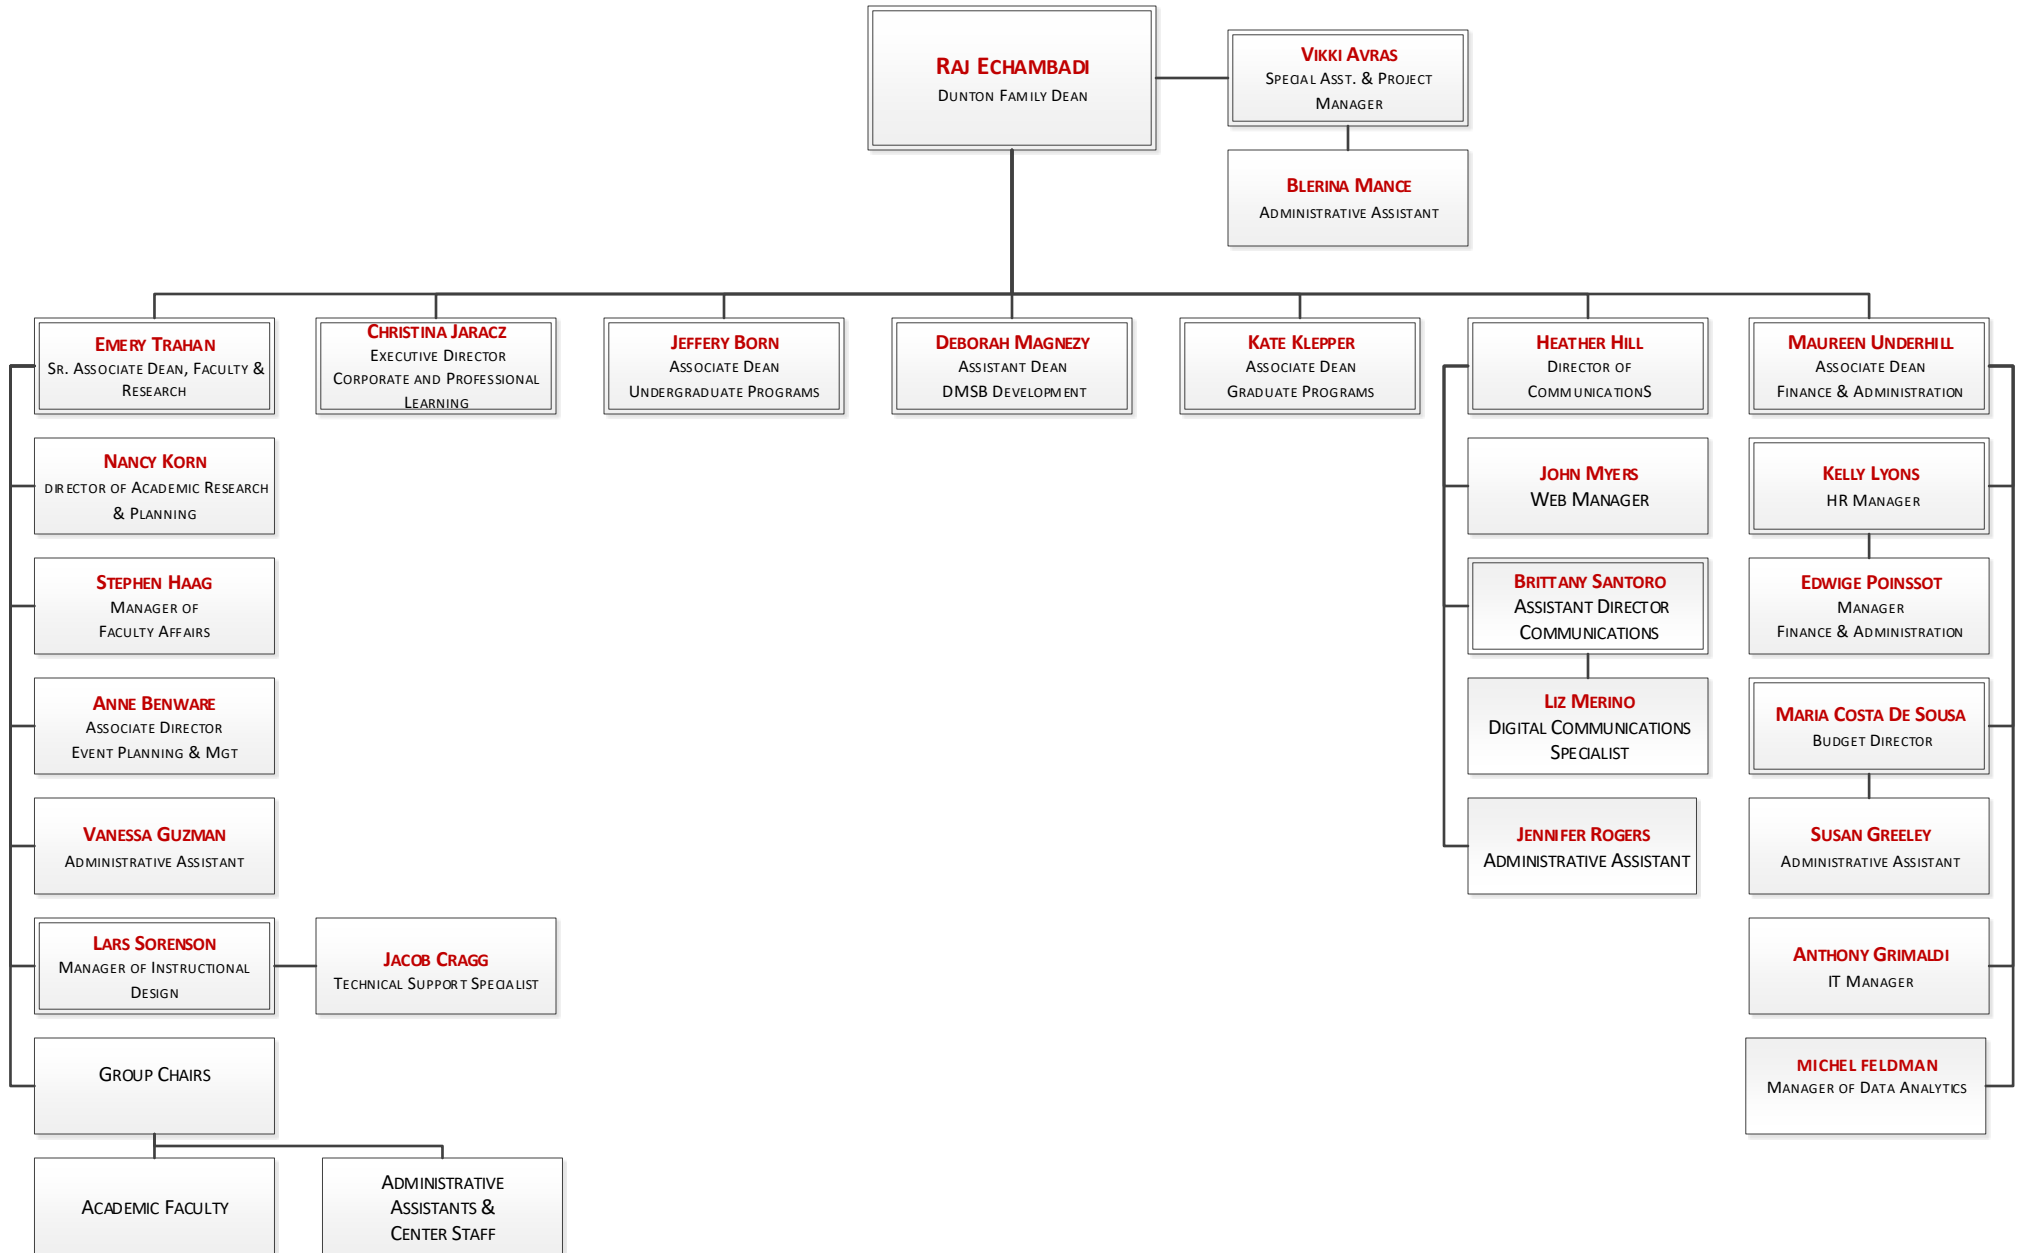 Raj Echambadi
Dunton Family Dean
Vikki Avras
Special Asst. & Project
Manager
Blerina Mance
Administrative Assistant
Emery Trahan
Sr. Associate Dean, Faculty &
Research
Christina Jaracz
Executive Director
Corporate and Professional
Learning
Jeffery Born
Associate Dean
Undergraduate Programs
Deborah Magnezy
Assistant Dean
DMSB Development
Kate Klepper
Associate Dean
Graduate Programs
Heather Hill
Director of
CommunicationS
Maureen Underhill
Associate Dean
Finance & Administration
Nancy Korn
director of Academic Research
& Planning
John Myers
Web Manager
Kelly Lyons
HR Manager
Stephen Haag
Manager of
Faculty Affairs
Brittany Santoro
Assistant Director
Communications
Edwige Poinssot
Manager
Finance & Administration
Anne Benware
Associate Director
Event Planning & Mgt
Liz Merino
Digital Communications
Specialist
Maria Costa De Sousa
Budget Director
Vanessa Guzman
Administrative Assistant
Jennifer Rogers
Administrative Assistant
Susan Greeley
Administrative Assistant
Lars Sorenson
Manager of Instructional
Design
Jacob Cragg
Technical Support Specialist
Anthony Grimaldi
IT Manager
Group Chairs
michel feldman
Manager of Data Analytics
Academic Faculty
Administrative
Assistants &
Center Staff